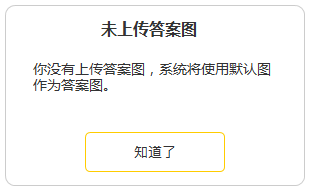 未上传答案图
你没有上传答案图，系统将使用默认图
作为答案图。
知道了